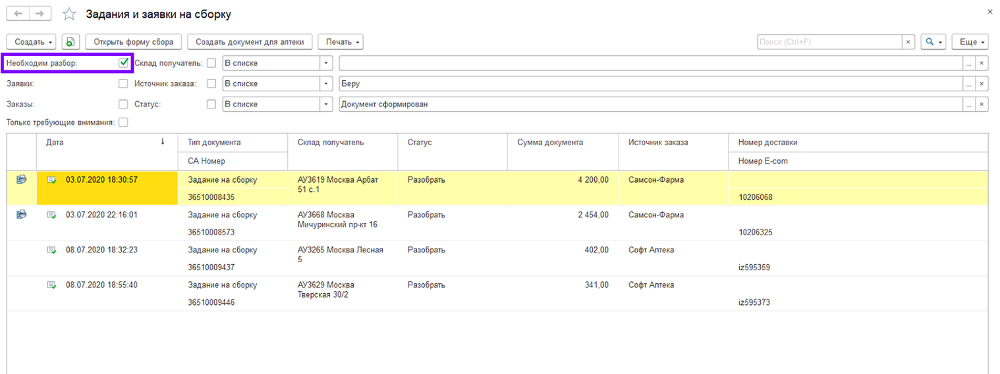 Задания и заявки на сборку
Создать
Открыть форму сбора
Создать документ для аптеки
Печать
Поиск (Ctrl+F)
Еще
Необходим разбор: Склад получатель: В списке
Заявки: Источник заказа: В списке Беру
Заказы: Статус: В списке Документ сформирован
Только требующие внимания:
Дата Тип документа Склад получатель Статус Сумма документа Источник заказа Номер доставки
СА Номер Номер E-com
03.07.2020 18:30:57 Задание на сборку АУ3619 Москва Арбат Разобрать 4 200,00 Самсон-Фарма
51 с.1
36510008435 10206068
03.07.2020 22:16:01 Задание на сборку АУ3668 Москва Разобрать 2 454,00 Самсон-Фарма
Мичуринский пр-кт 16
36510008573 10206325
08.07.2020 18:32:23 Задание на сборку АУ3265 Москва Лесная Разобрать 402,00 Софт Аптека
5
36510009437 iz595359
08.07.2020 18:55:40 Задание на сборку АУ3629 Москва Разобрать 341,00 Софт Аптека
Тверская 30/2
36510009446 iz595373